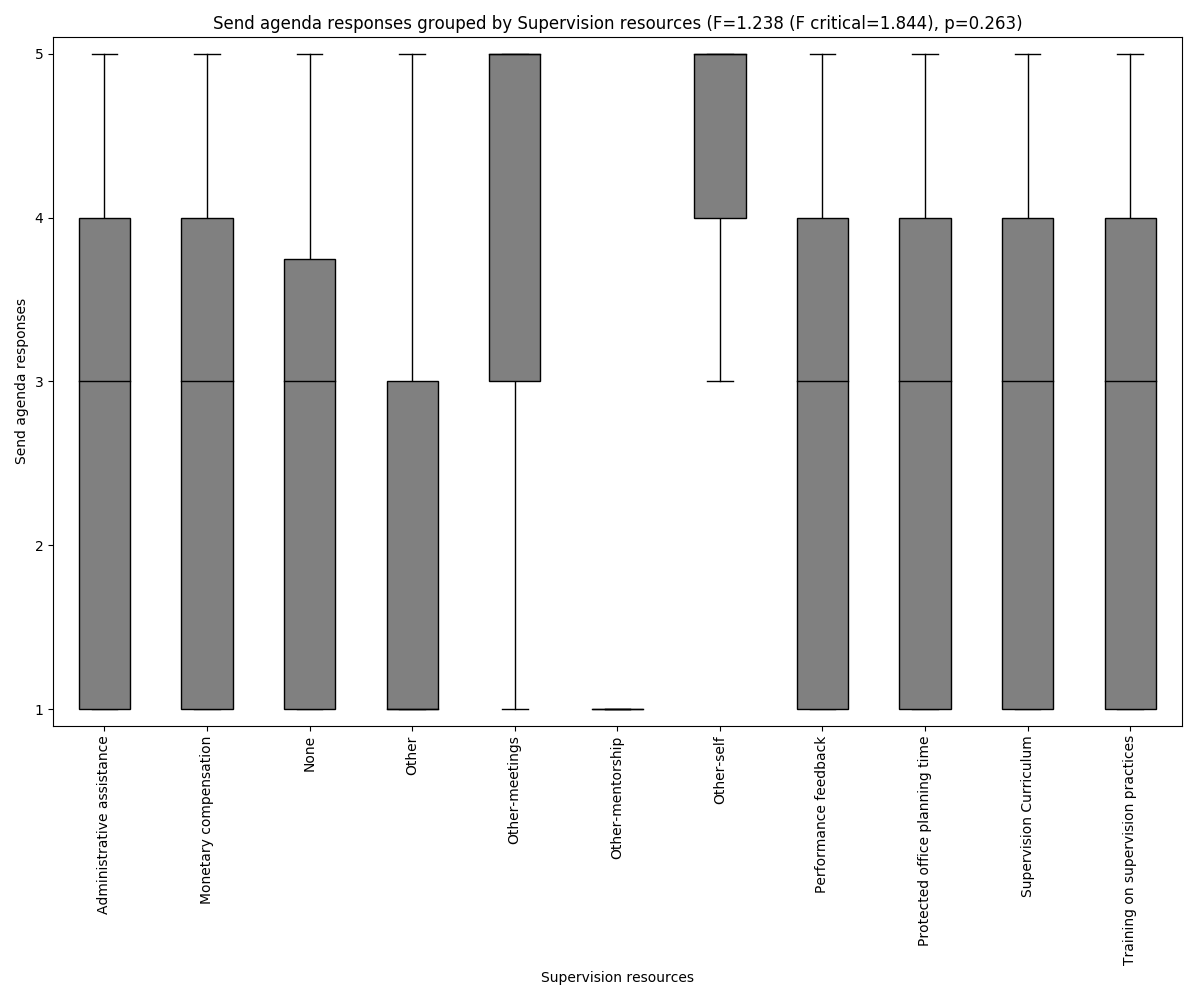 Send agenda responses grouped by Supervision resources (F=1.238 (F critical=1.844), p=0.263)
Send agenda responses
5
4
3
2
1
Administrative assistance
Monetary compensation
None
Other
Other-meetings
Other-mentorship
Other-self
Performance feedback
Protected office planning time
Supervision Curriculum
Training on supervision practices
Supervision resources